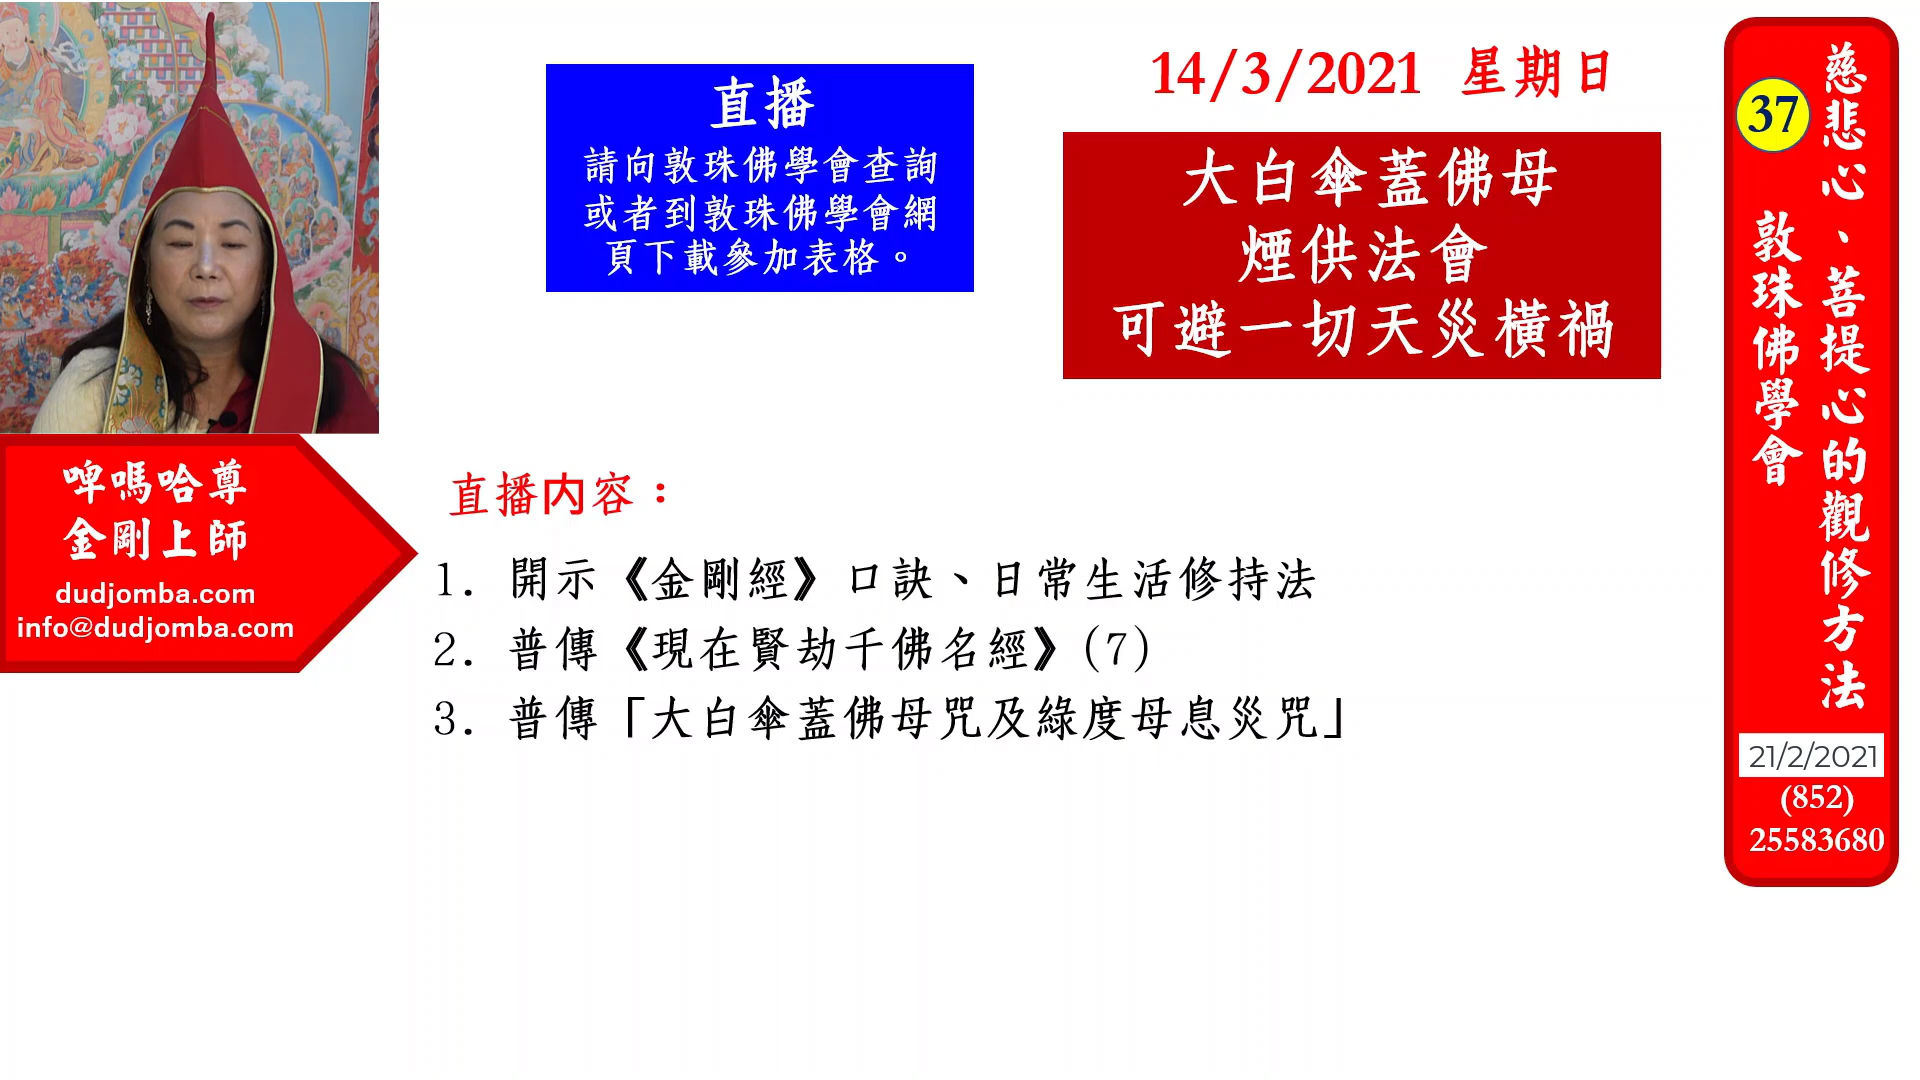 直播
請向敦珠佛學會查詢
或者到敦珠佛學會網
頁下載參加表格。
14/3/2021 星期日
大白傘蓋佛母
煙供法會
可避一切天災橫禍
啤嗎哈尊
金剛上師
dudjomba.com
info@dudjomba.com
直播内容：
1. 開示《金剛經》口訣、日常生活修持法
2. 普傳《現在賢劫千佛名經》(7)
3. 普傳「大白傘蓋佛母咒及綠度母息災咒」
慈悲心、菩提心的觀修方法
37
敦珠佛學會
21/2/2021
(852)
25583680